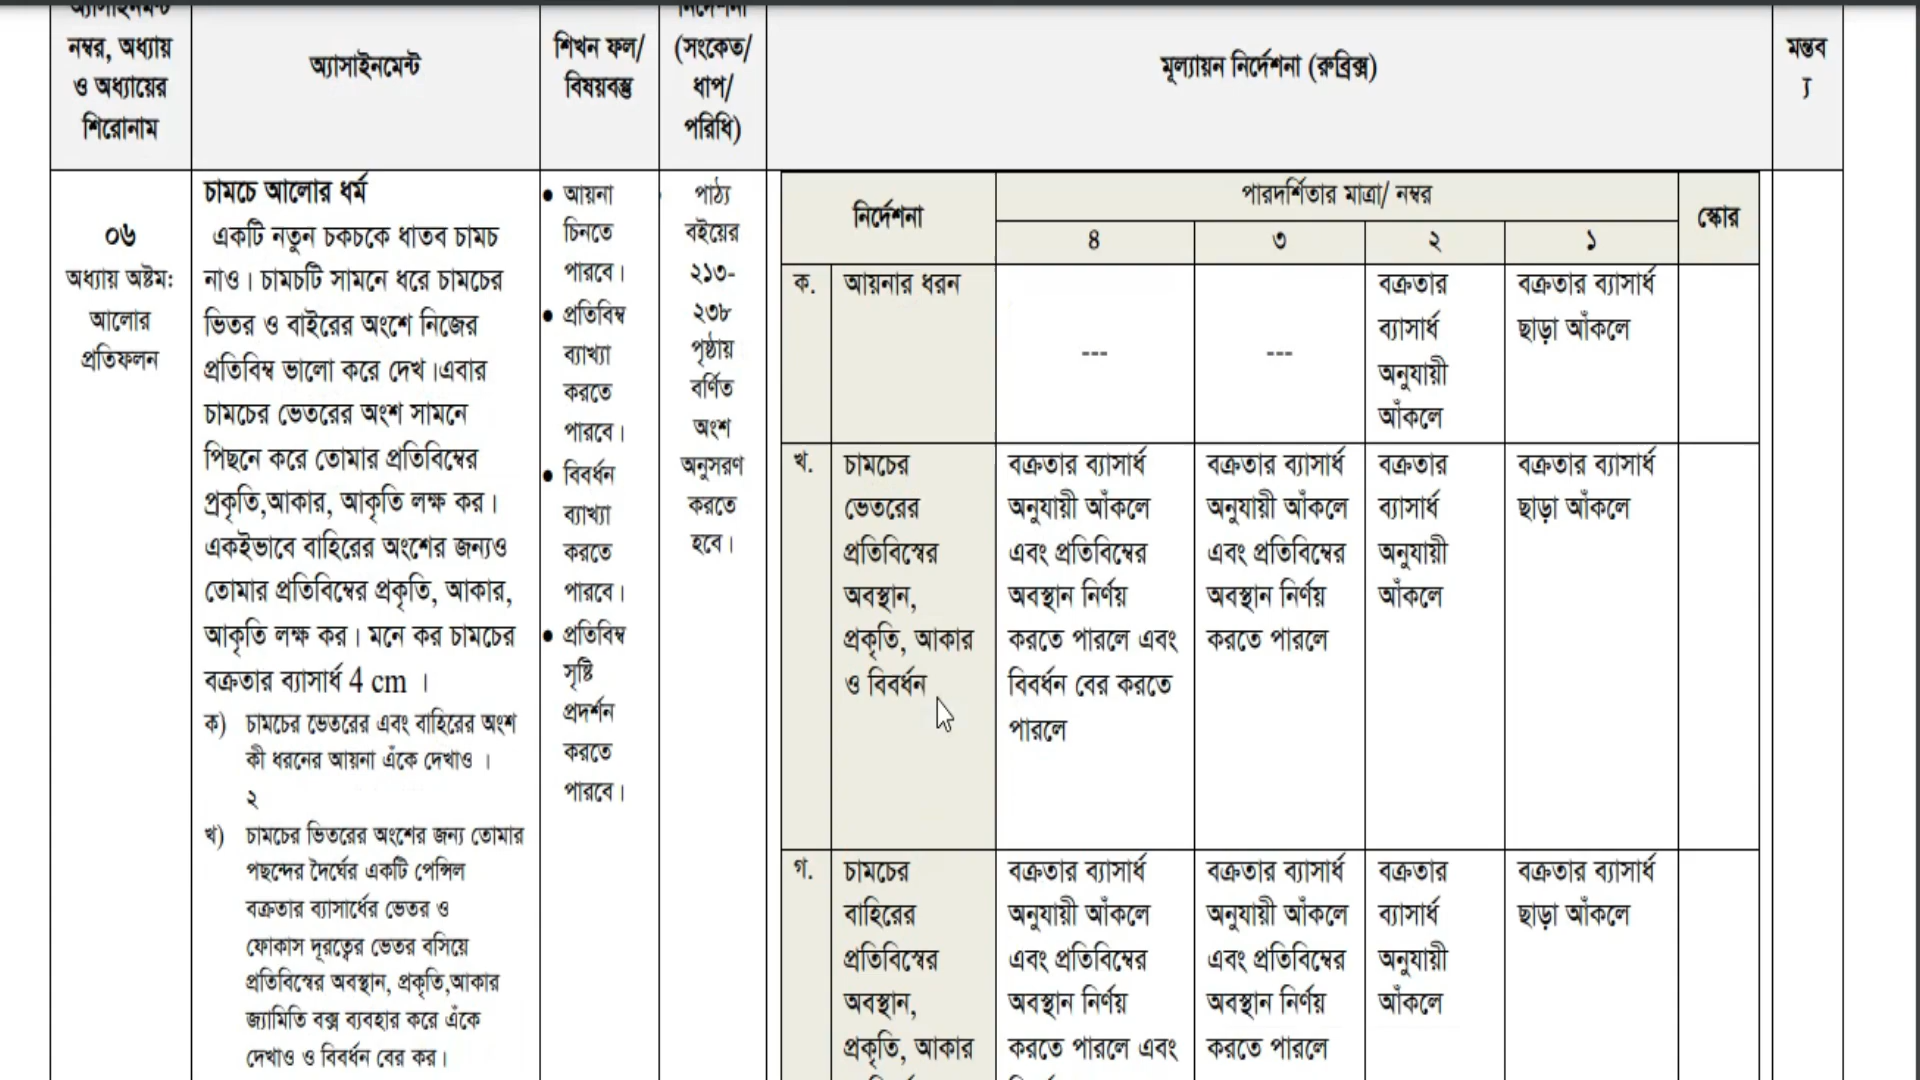 অ্যাসাইনমেন্ট
নম্বর, অধ্যায়
ও অধ্যায়ের
শিরোনাম
অ্যাসাইনমেন্ট
শিখন ফল/
বিষয়বস্তু
নির্দেশনা
(সংকেত/
ধাপ/
পরিধি)
মূল্যায়ন নির্দেশনা (রুব্রিক্স)
মন্তব
্য
০৬
অধ্যায় অষ্টম:
আলোর
প্রতিফলন
চামচে আলোর ধর্ম
একটি নতুন চকচকে ধাতব চামচ
নাও। চামচটি সামনে ধরে চামচের
ভিতর ও বাইরের অংশে নিজের
প্রতিবিম্ব ভালো করে দেখ।এবার
চামচের ভেতরের অংশ সামনে
পিছনে করে তোমার প্রতিবিম্বের
প্রকৃতি,আকার, আকৃতি লক্ষ কর।
একইভাবে বাহিরের অংশের জন্যও
তোমার প্রতিবিম্বের প্রকৃতি, আকার,
আকৃতি লক্ষ কর। মনে কর চামচের
বক্রতার ব্যাসার্ধ 4 cm ।
ক) চামচের ভেতরের এবং বাহিরের অংশ
কী ধরনের আয়না এঁকে দেখাও ।
২
খ) চামচের ভিতরের অংশের জন্য তোমার
পছন্দের দৈর্ঘের একটি পেন্সিল
বক্রতার ব্যাসার্ধের ভেতর ও
ফোকাস দূরত্বের ভেতর বসিয়ে
প্রতিবিম্বের অবস্থান, প্রকৃতি,আকার
জ্যামিতি বক্স ব্যবহার করে এঁকে
দেখাও ও বিবর্ধন বের কর।
• আয়না
চিনতে
পারবে।
• প্রতিবিম্ব
ব্যাখ্যা
করতে
পারবে।
• বিবর্ধন
ব্যাখ্যা
করতে
পারবে।
• প্রতিবিম্ব
সৃষ্টি
প্রদর্শন
করতে
পারবে।
পাঠ্য
বইয়ের
২১৩-
২৩৮
পৃষ্ঠায়
বর্ণিত
অংশ
অনুসরণ
করতে
হবে।
নির্দেশনা
পারদর্শিতার মাত্রা/ নম্বর
স্কোর
৪ ৩ ২ ১
ক. আয়নার ধরন
---
---
বক্রতার
ব্যাসার্ধ
অনুযায়ী
আঁকলে
বক্রতার ব্যাসার্ধ
ছাড়া আঁকলে
খ. চামচের
ভেতরের
প্রতিবিম্বের
অবস্থান,
প্রকৃতি, আকার
ও বিবর্ধন
বক্রতার ব্যাসার্ধ
অনুযায়ী আঁকলে
এবং প্রতিবিম্বের
অবস্থান নির্ণয়
করতে পারলে এবং
বিবর্ধন বের করতে
পারলে
বক্রতার ব্যাসার্ধ
অনুযায়ী আঁকলে
এবং প্রতিবিম্বের
অবস্থান নির্ণয়
করতে পারলে
বক্রতার
ব্যাসার্ধ
অনুযায়ী
আঁকলে
বক্রতার ব্যাসার্ধ
ছাড়া আঁকলে
গ. চামচের
বাহিরের
প্রতিবিম্বের
অবস্থান,
প্রকৃতি, আকার
বক্রতার ব্যাসার্ধ
অনুযায়ী আঁকলে
এবং প্রতিবিম্বের
অবস্থান নির্ণয়
করতে পারলে এবং
বক্রতার ব্যাসার্ধ
অনুযায়ী আঁকলে
এবং প্রতিবিম্বের
অবস্থান নির্ণয়
করতে পারলে
বক্রতার
ব্যাসার্ধ
অনুযায়ী
আঁকলে
বক্রতার ব্যাসার্ধ
ছাড়া আঁকলে